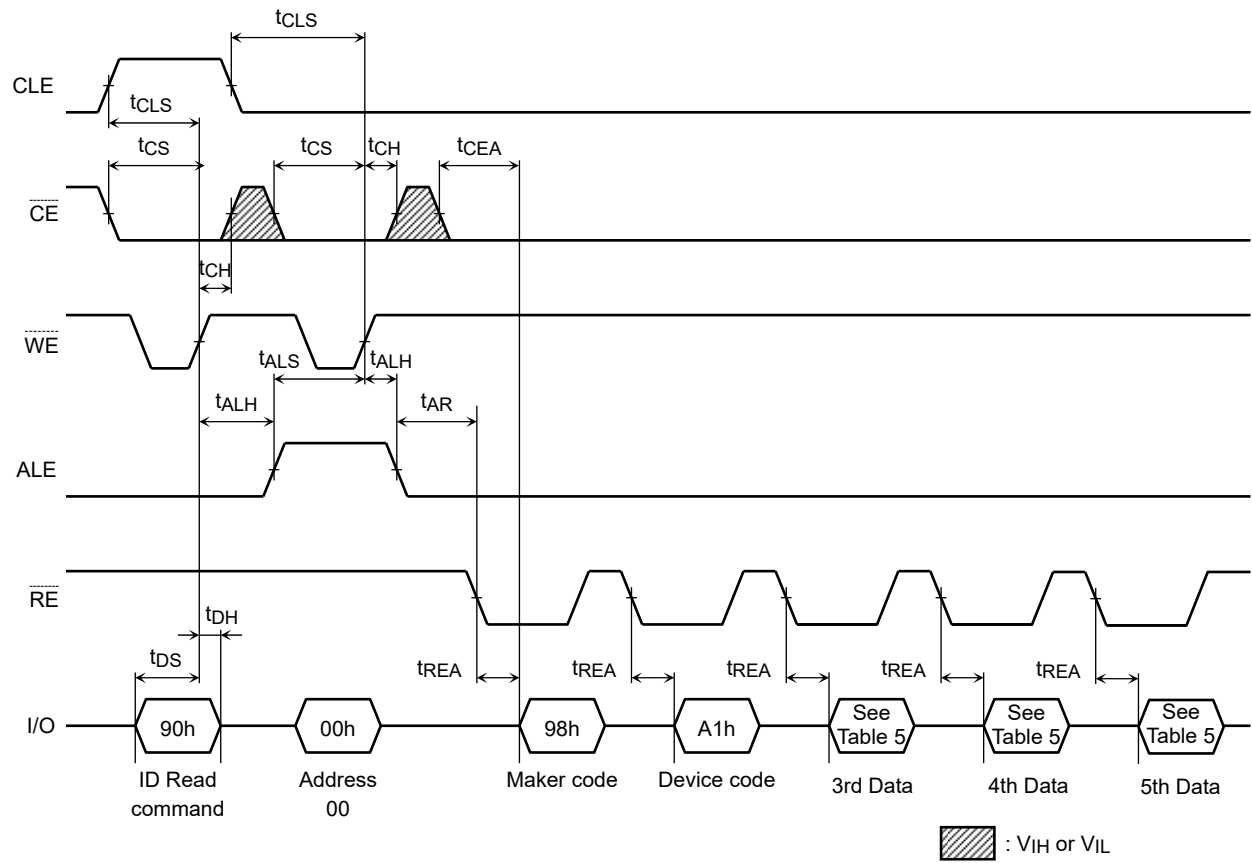 tCLS
CLE
tCLS
tCS tCS tCH tCEA
CE
tCH
WE
tALS tALH
tALH tAR
ALE
RE
tDH
tDS tREA tREA tREA tREA tREA
I/O 90h 00h 98h A1h See Table 5 See Table 5 See Table 5
ID Read command
Address 00
Maker code
Device code
3rd Data
4th Data
5th Data
: VIH or VIL